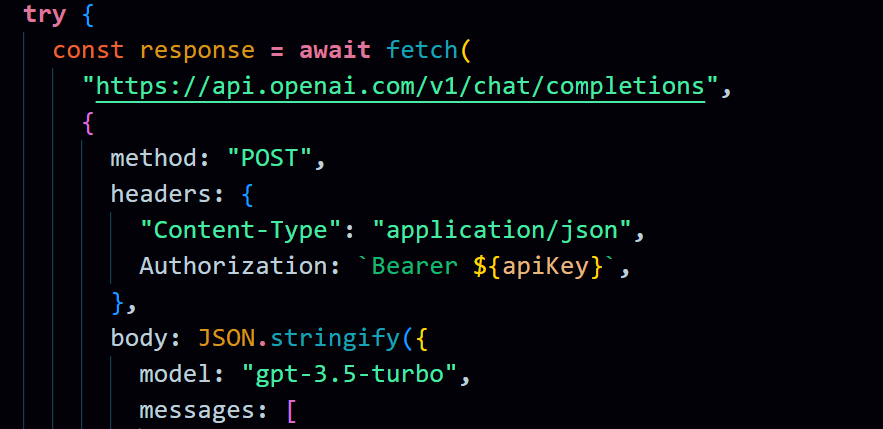 try {
const response = await fetch(
"https://api.openai.com/v1/chat/completions",
{
method: "POST",
headers: {
"Content-Type": "application/json",
Authorization: `Bearer ${apiKey}`,
},
body: JSON.stringify({
model: "gpt-3.5-turbo",
messages: [